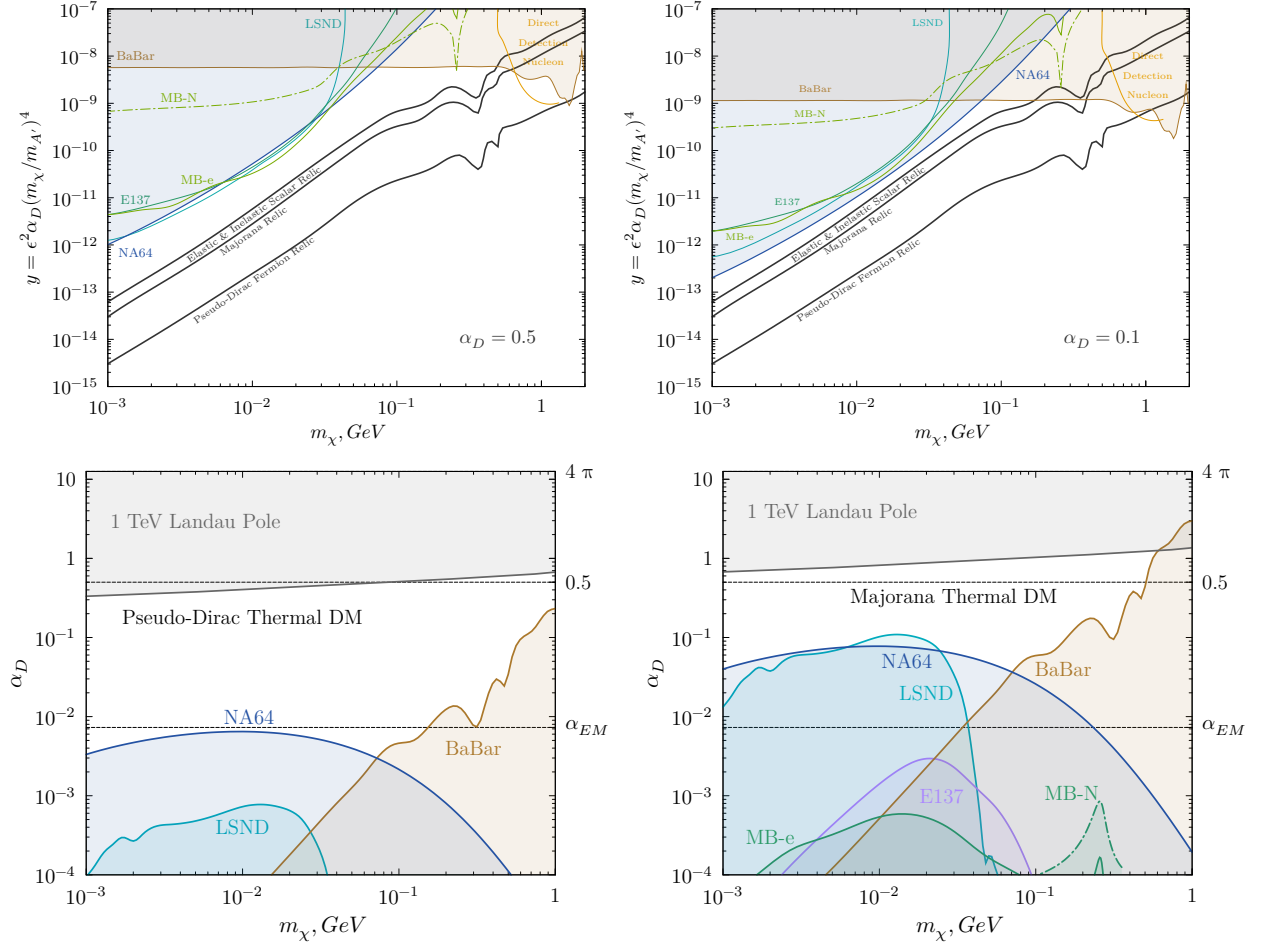 10⁻⁷
10⁻⁸
10⁻⁹
10⁻¹⁰
10⁻¹¹
10⁻¹²
10⁻¹³
10⁻¹⁴
10⁻¹⁵
y = ϵ²α_D(m_χ/m_A′)⁴
LSND
Direct
Detection
Nucleon
BaBar
MB-N
NA64
MB-e
E137
NA64
Elastic & Inelastic Scalar Relic
Majorana Relic
Pseudo-Dirac Fermion Relic
α_D = 0.5
10⁻³
10⁻²
10⁻¹
1
m_χ, GeV
10⁻⁷
10⁻⁸
10⁻⁹
10⁻¹⁰
10⁻¹¹
10⁻¹²
10⁻¹³
10⁻¹⁴
10⁻¹⁵
y = ϵ²α_D(m_χ/m_A′)⁴
LSND
Direct
Detection
Nucleon
NA64
BaBar
MB-N
E137
MB-e
Elastic & Inelastic Scalar Relic
Majorana Relic
Pseudo-Dirac Fermion Relic
α_D = 0.1
10⁻³
10⁻²
10⁻¹
1
m_χ, GeV
10
1
10⁻¹
10⁻²
10⁻³
10⁻⁴
α_D
4 π
0.5
α_EM
1 TeV Landau Pole
Pseudo-Dirac Thermal DM
NA64
BaBar
LSND
10⁻³
10⁻²
10⁻¹
1
m_χ, GeV
10
1
10⁻¹
10⁻²
10⁻³
10⁻⁴
α_D
4 π
0.5
α_EM
1 TeV Landau Pole
Majorana Thermal DM
NA64
BaBar
LSND
E137
MB-N
MB-e
10⁻³
10⁻²
10⁻¹
1
m_χ, GeV